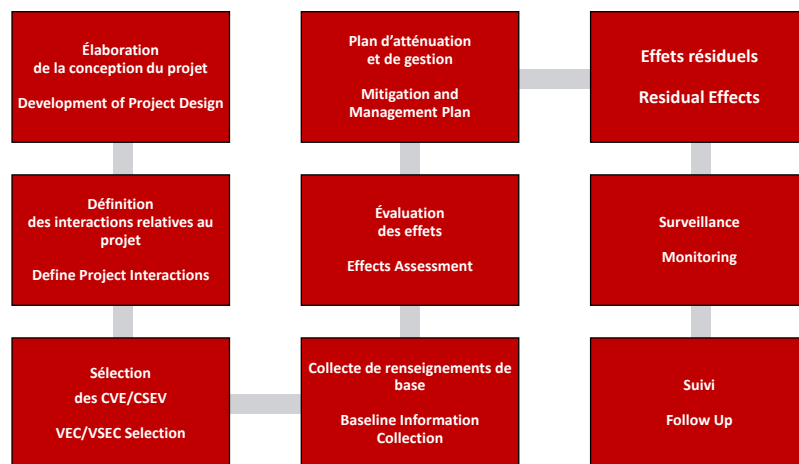 Élaboration
de la conception du projet
Development of Project Design
Définition
des interactions relatives au
projet
Define Project Interactions
Sélection
des CVE/CSEV
VEC/VSEC Selection
Collecte de renseignements de
base
Baseline Information
Collection
Évaluation
des effets
Effects Assessment
Plan d’atténuation
et de gestion
Mitigation and
Management Plan
Effets résiduels
Residual Effects
Surveillance
Monitoring
Suivi
Follow Up